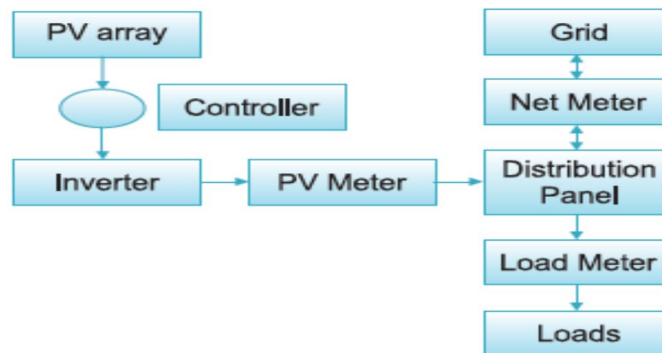 PV array
Grid
Controller
Net Meter
Inverter
PV Meter
Distribution
Panel
Load Meter
Loads